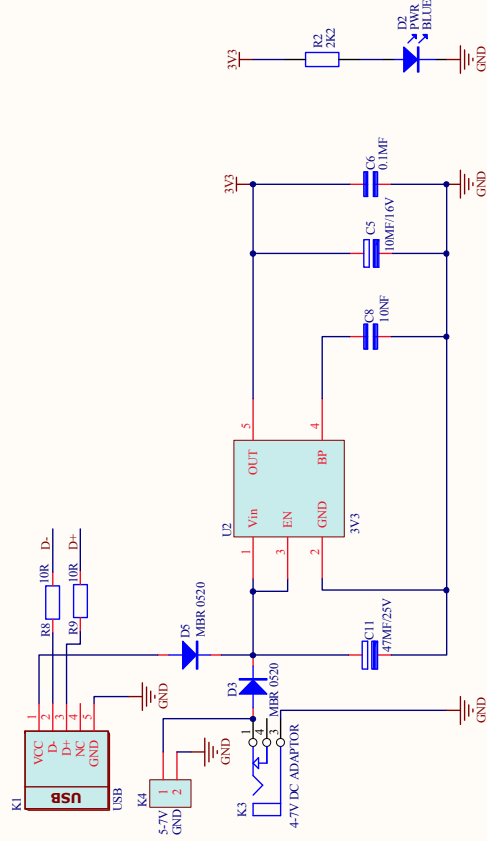 K1
USB
USB
VCC
D-
D+
NC
GND
1
2
3
4
5
GND
R8
10R
D-
R9
10R
D+
D5
MBR 0520
K4
1
2
5-7V
GND
GND
D3
MBR 0520
K3
1
4
3
4-7V DC ADAPTOR
GND
C11
47MF/25V
U2
1
Vin
3
EN
2
GND
OUT
5
BP
4
3V3
C8
10NF
C5
10MF/16V
C6
0.1MF
3V3
GND
3V3
R2
2K2
D2
PWR
BLUE
GND